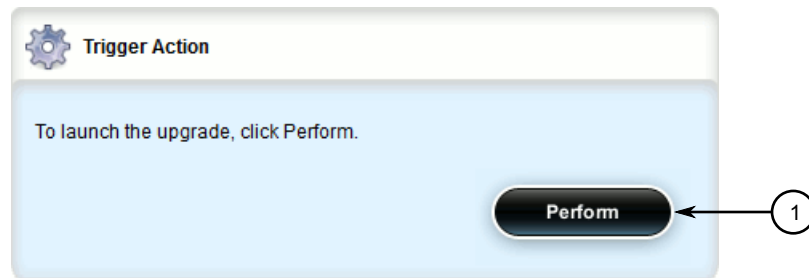 Trigger Action
To launch the upgrade, click Perform.
Perform
1